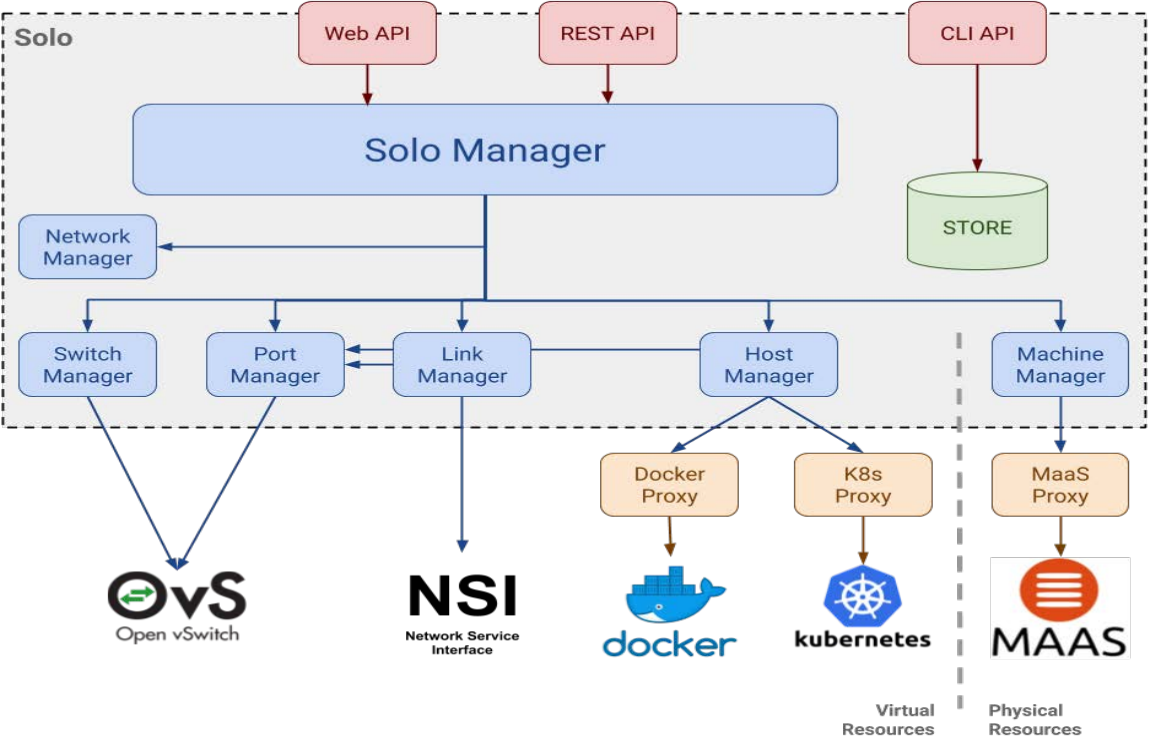 Solo
Web API
REST API
CLI API
Solo Manager
STORE
Network
Manager
Switch
Manager
Port
Manager
Link
Manager
Host
Manager
Machine
Manager
Docker
Proxy
K8s
Proxy
MaaS
Proxy
OvS
Open vSwitch
NSI
Network Service
Interface
docker
kubernetes
MAAS
Virtual
Resources
Physical
Resources